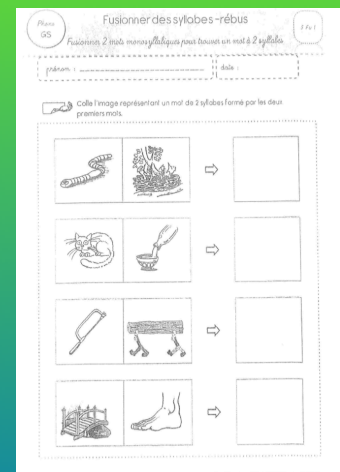 Fusionner des syllabes - rébus
Phono
GS
Fusionner 2 mots monosyllabiques pour trouver un mot à 2 syllabes
prénom :
date :
Colle l'image représentant un mot de 2 syllabes formé par les deux
premiers mots.